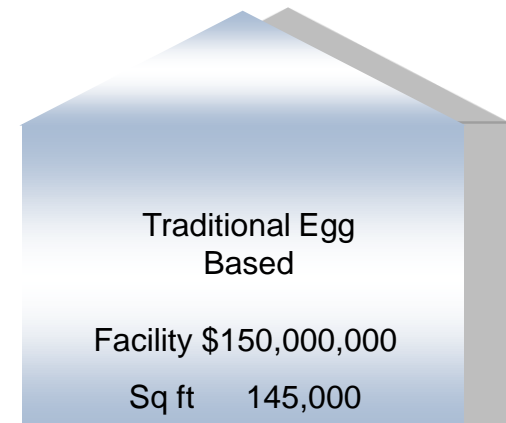 Traditional Egg
Based
Facility $150,000,000
Sq ft 145,000